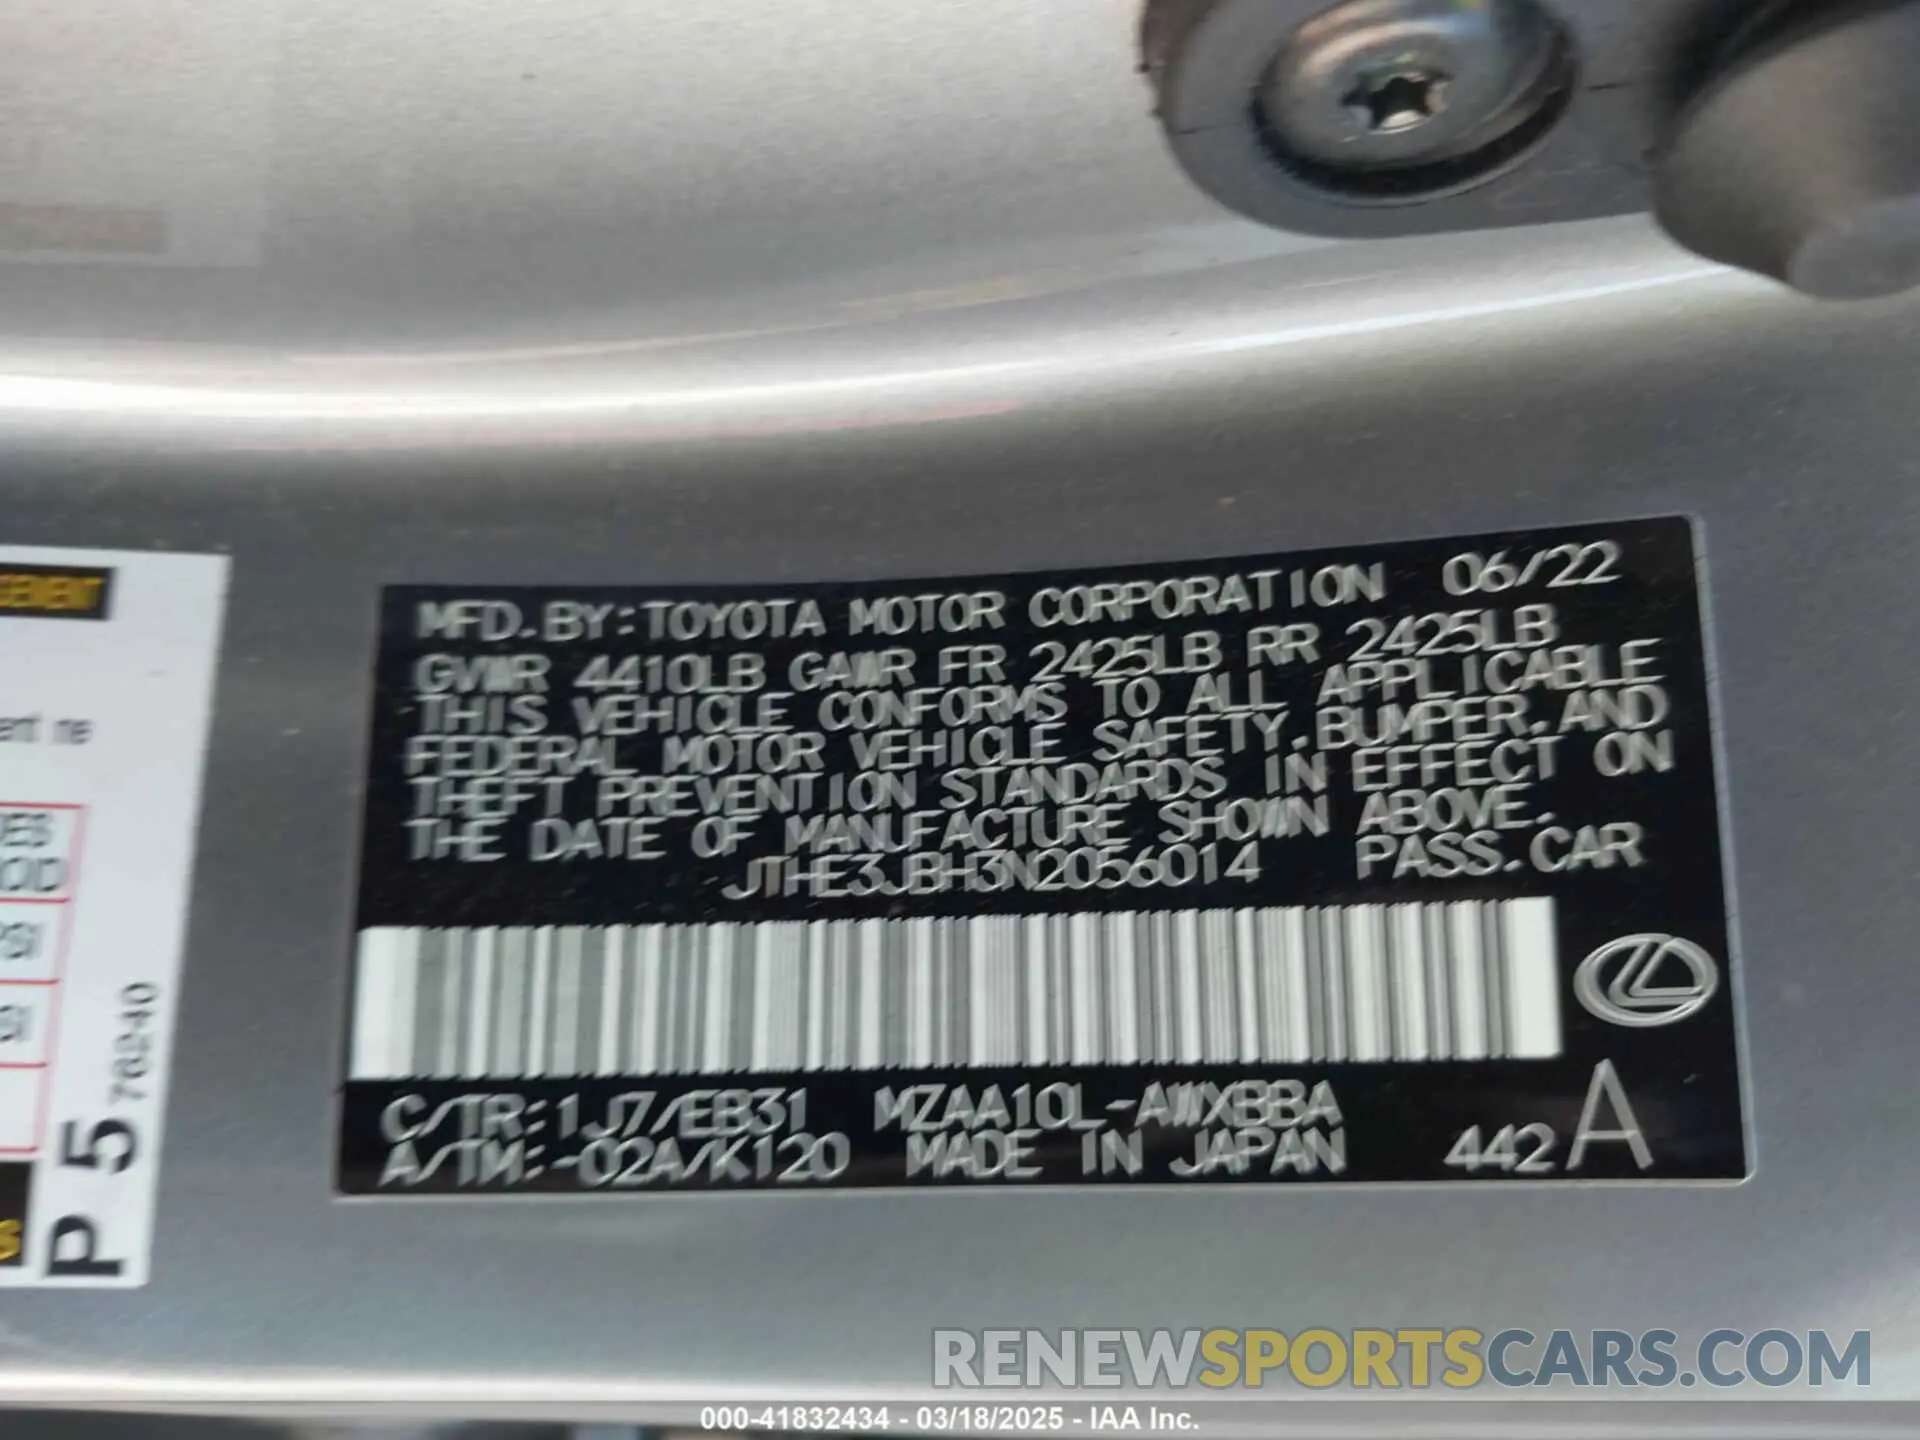 MFD. BY: TOYOTA MOTOR CORPORATION 06/22
GVWR 4410LB GAWR FR 2425LB RR 2425LB
THIS VEHICLE CONFORMS TO ALL APPLICABLE
FEDERAL MOTOR VEHICLE SAFETY, BUMPER, AND
THEFT PREVENTION STANDARDS IN EFFECT ON
THE DATE OF MANUFACTURE SHOWN ABOVE.
JTHE3JBH3N2056014 PASS. CAR
C/TR: 1J7/EB31 MZAA10L-AWXBBA
A/TM: -02A/K120 MADE IN JAPAN 442 A
ne
P 5 78240
RENEWSPORTSCARS.COM
000-41832434 - 03/18/2025 - IAA Inc.